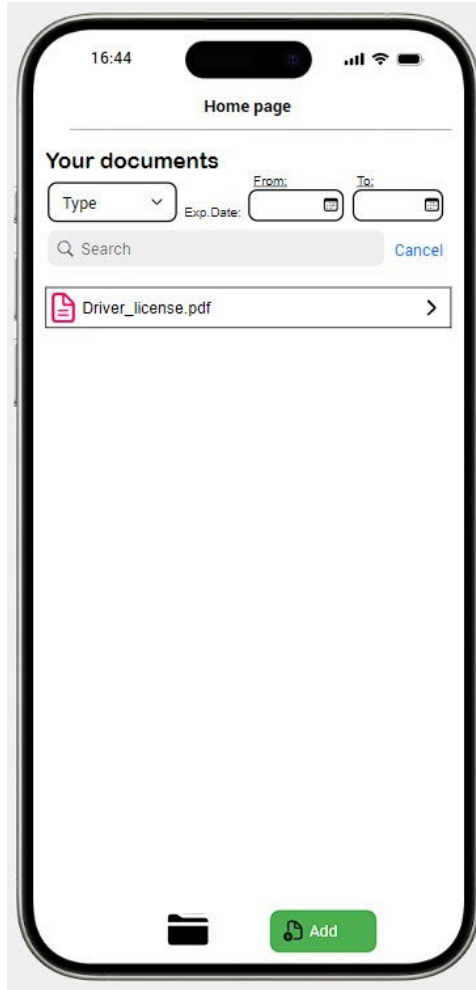 16:44
Home page
Your documents
From: To:
Type Exp.Date:
Search Cancel
Driver_license.pdf
Add